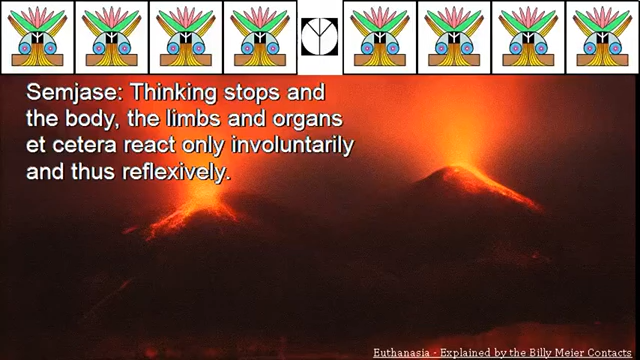 Semjase: Thinking stops and
the body, the limbs and organs
et cetera react only involuntarily
and thus reflexively.
Euthanasia - Explained by the Billy Meier Contacts